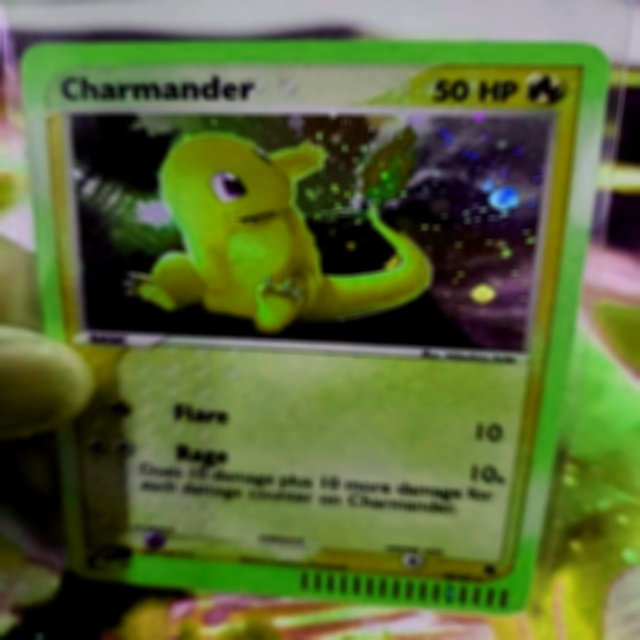 Charmander 50 HP
Flare 10
Rage 10+
Does 10 damage plus 10 more damage for
each damage counter on Charmander.